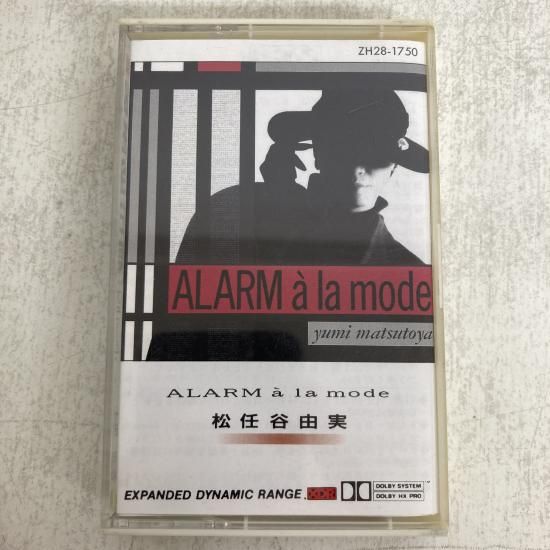 ZH28-1750
ALARM à la mode
yumi matsutoya
ALARM à la mode
松任谷由実
EXPANDED DYNAMIC RANGE. XDR
DOLBY SYSTEM
DOLBY HX PRO